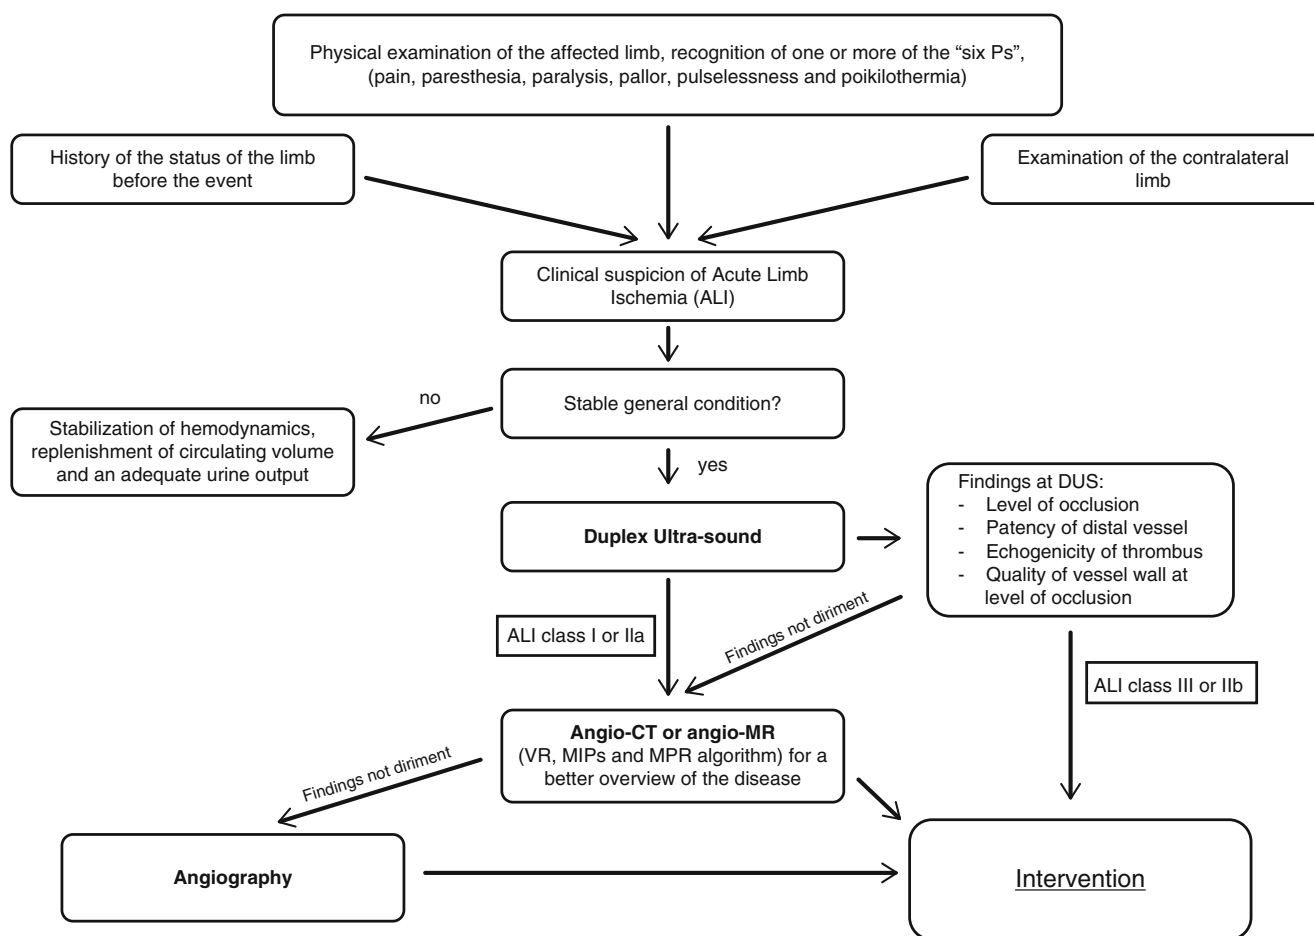 Physical examination of the affected limb, recognition of one or more of the “six Ps”,
(pain, paresthesia, paralysis, pallor, pulselessness and poikilothermia)
History of the status of the limb
before the event
Examination of the contralateral
limb
Clinical suspicion of Acute Limb
Ischemia (ALI)
Stable general condition?
no
Stabilization of hemodynamics,
replenishment of circulating volume
and an adequate urine output
yes
Duplex Ultra-sound
Findings at DUS:
- Level of occlusion
- Patency of distal vessel
- Echogenicity of thrombus
- Quality of vessel wall at
level of occlusion
ALI class I or IIa
Findings not diriment
ALI class III or IIb
Angio-CT or angio-MR
(VR, MIPs and MPR algorithm) for a
better overview of the disease
Findings not diriment
Angiography
Intervention